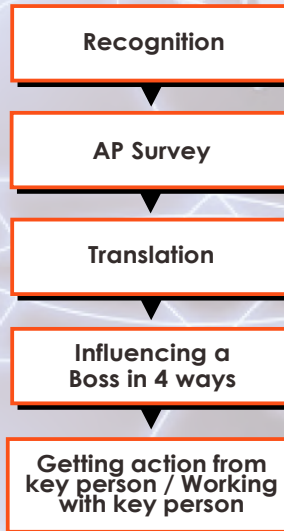 Recognition
AP Survey
Translation
Influencing a
Boss in 4 ways
Getting action from
key person / Working
with key person